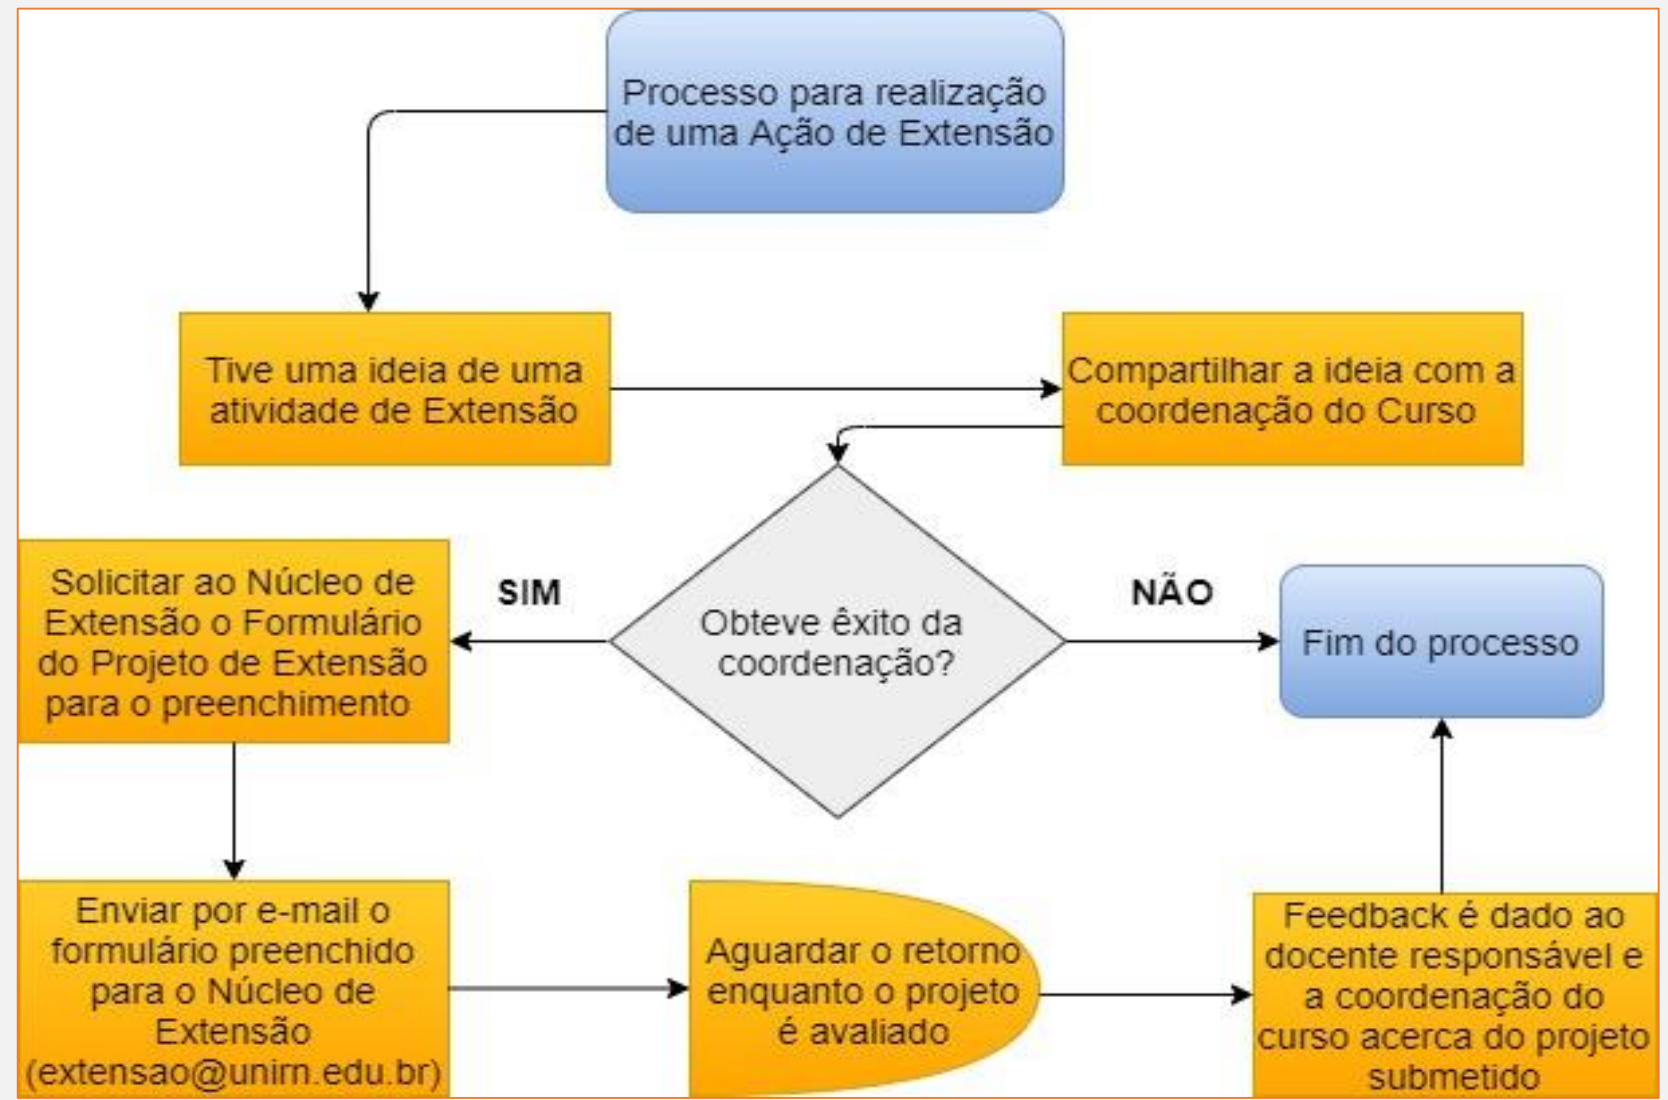 Processo para realização
de uma Ação de Extensão
Tive uma ideia de uma
atividade de Extensão
Compartilhar a ideia com a
coordenação do Curso
Obteve êxito da
coordenação?
SIM
NÃO
Solicitar ao Núcleo de
Extensão o Formulário
do Projeto de Extensão
para o preenchimento
Fim do processo
Enviar por e-mail o
formulário preenchido
para o Núcleo de
Extensão
(extensao@unirn.edu.br)
Aguardar o retorno
enquanto o projeto
é avaliado
Feedback é dado ao
docente responsável e
a coordenação do
curso acerca do projeto
submetido